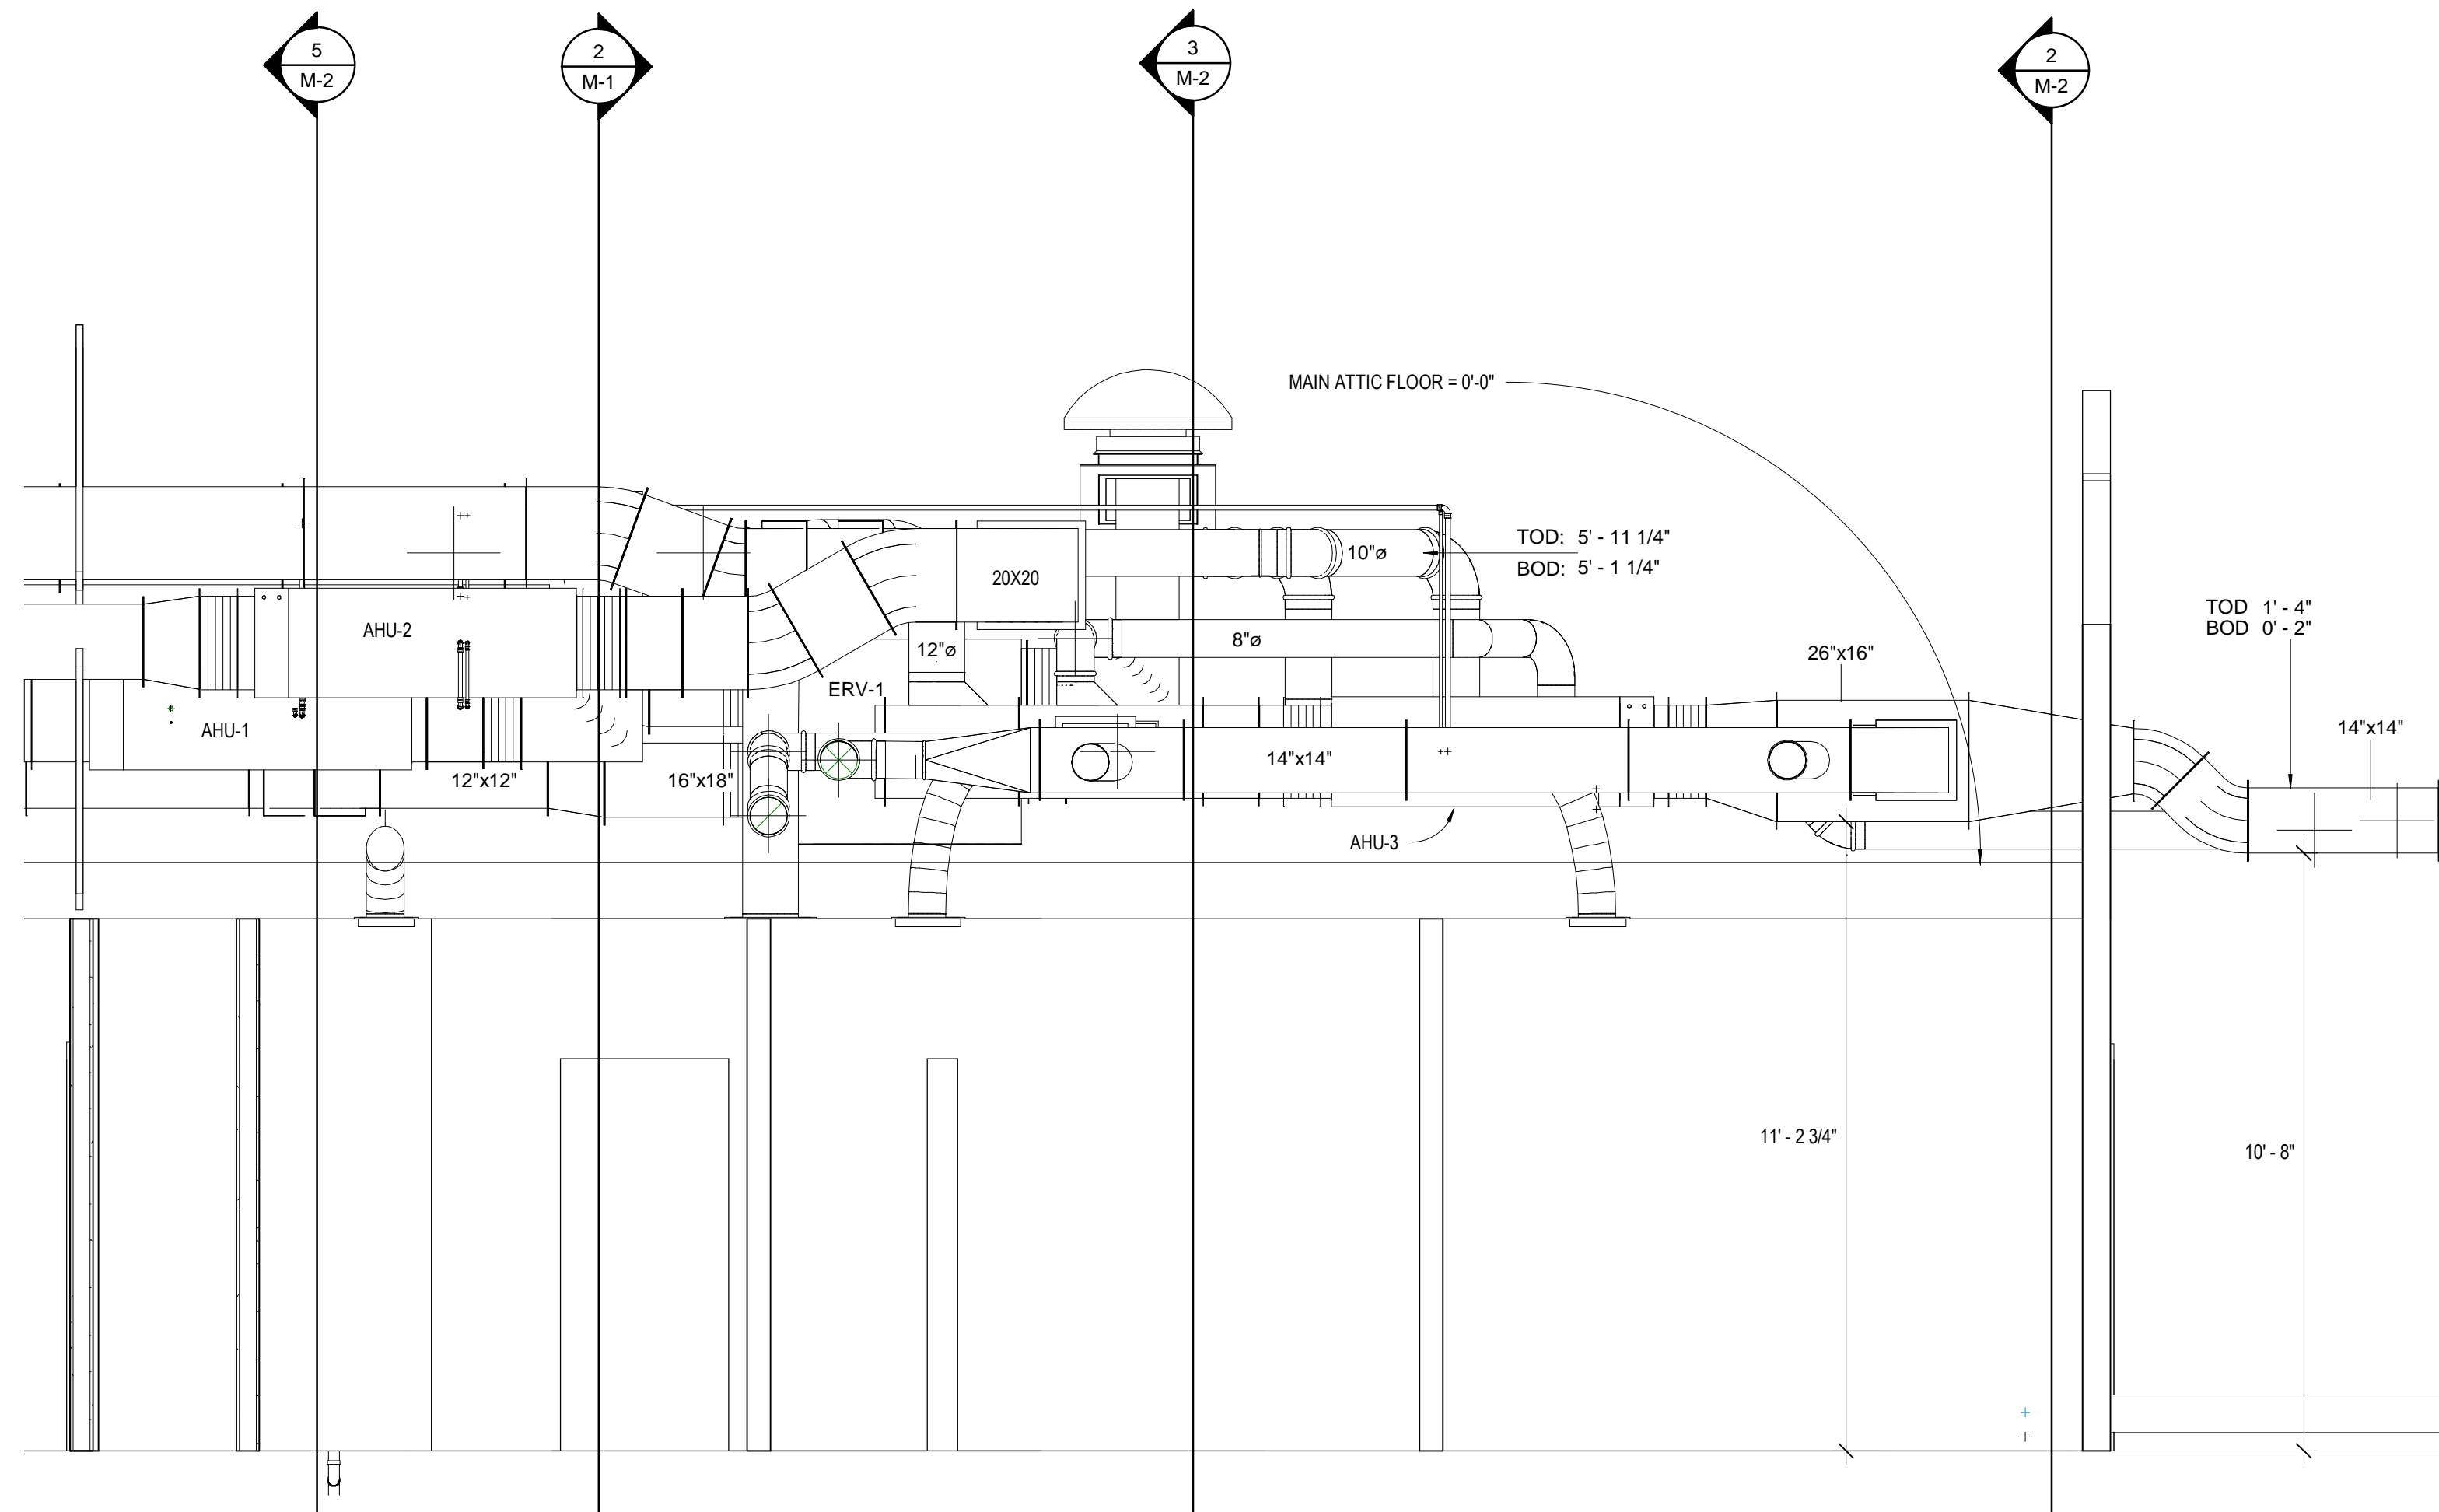 5
M-2
2
M-1
3
M-2
2
M-2
MAIN ATTIC FLOOR = 0'-0"
TOD: 5' - 11 1/4"
BOD: 5' - 1 1/4"
10"ø
20X20
8"ø
12"ø
TOD 1' - 4"
BOD 0' - 2"
AHU-2
26"x16"
ERV-1
AHU-1
14"x14"
14"x14"
12"x12"
16"x18"
AHU-3
11' - 2 3/4"
10' - 8"